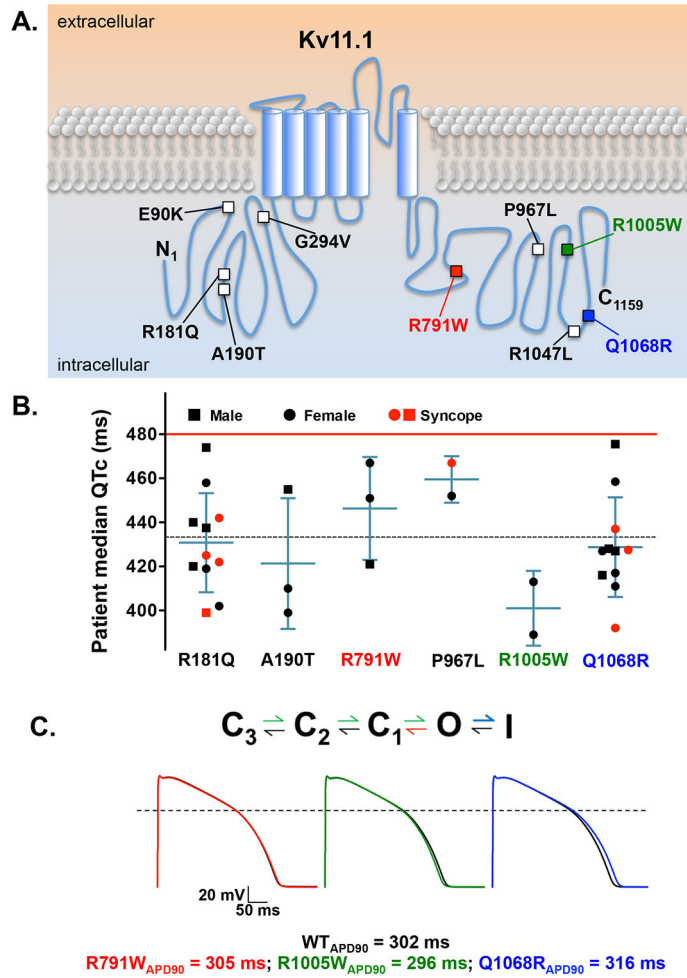 A.
extracellular
Kv11.1
E90K
G294V
P967L
R1005W
N1
R791W
C1159
R181Q
A190T
R1047L
Q1068R
intracellular
B.
Male Female Syncope
Patient median QTc (ms)
480
460
440
420
400
R181Q A190T R791W P967L R1005W Q1068R
C.
C3 C2 C1 O I
20 mV
50 ms
WTAPD90 = 302 ms
R791WAPD90 = 305 ms; R1005WAPD90 = 296 ms; Q1068RAPD90 = 316 ms